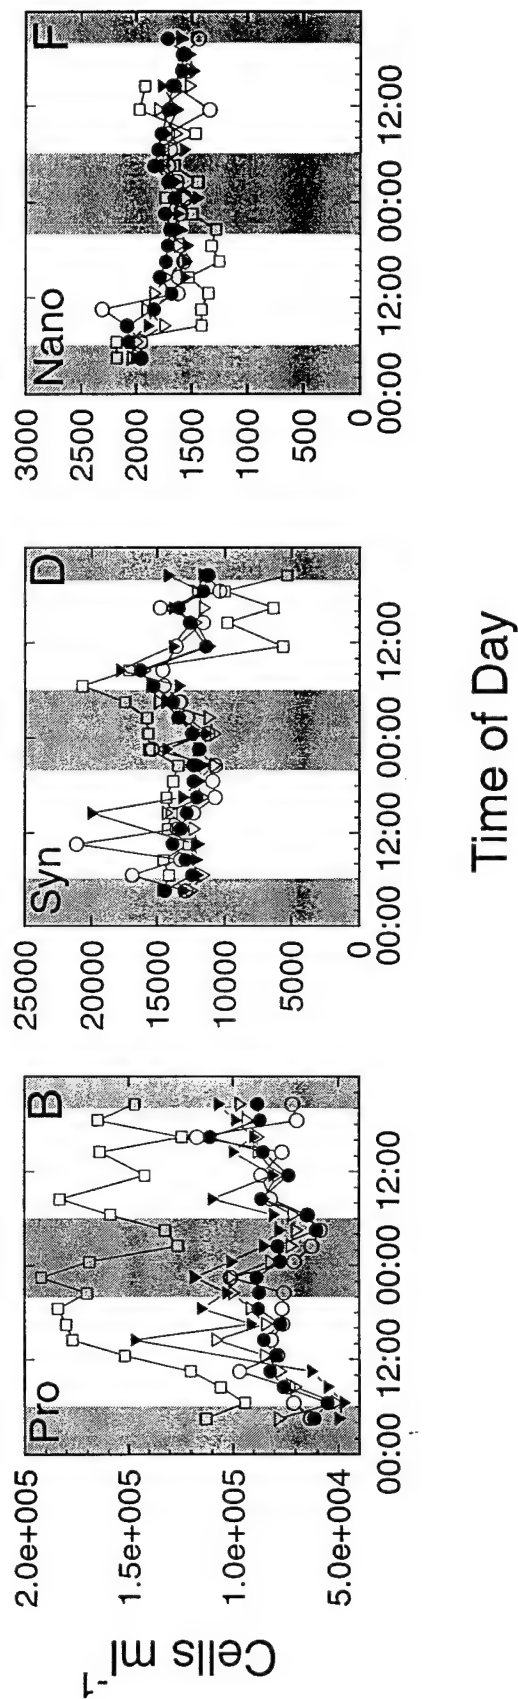 Cells ml-1
2.0e+005
1.5e+005
1.0e+005
5.0e+004
Pro
B
00:00
12:00
00:00
12:00
25000
20000
15000
10000
5000
0
Syn
D
00:00
12:00
00:00
12:00
3000
2500
2000
1500
1000
500
0
Nano
F
00:00
12:00
00:00
12:00
Time of Day